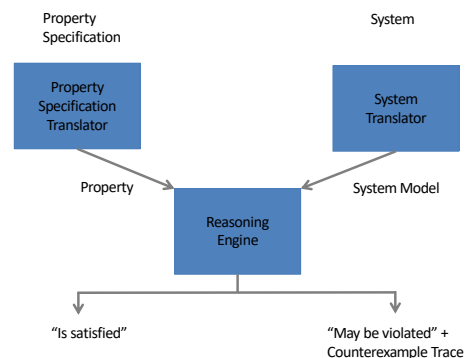 Property
Specification
System
Property
Specification
Translator
System
Translator
Property
System Model
Reasoning
Engine
“Is satisfied”
“May be violated” +
Counterexample Trace